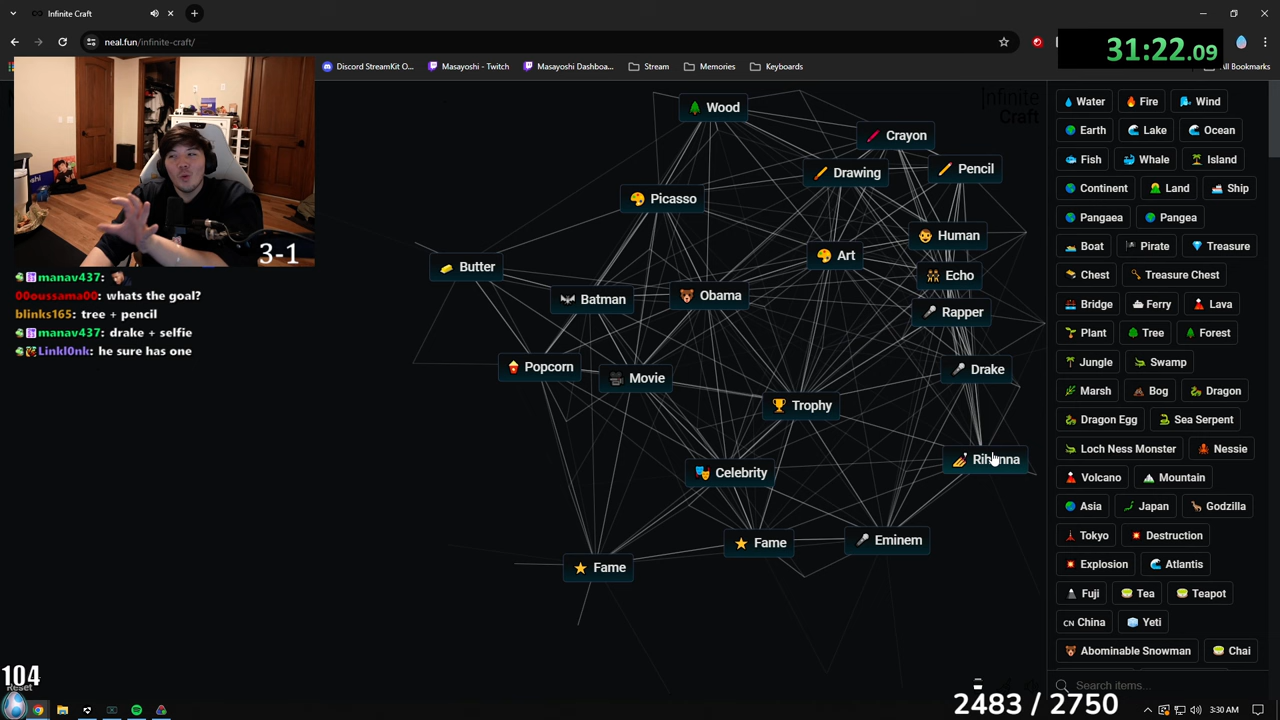 Infinite Craft
neal.fun/infinite-craft/
31:22.09
Discord StreamKit O...
Masayoshi - Twitch
Masayoshi Dashboa...
Stream
Memories
Keyboards
All Bookmarks
Infinite
Craft
3-1
manav437:
00oussama00: whats the goal?
blinks165: tree + pencil
manav437: drake + selfie
Linkl0nk: he sure has one
Wood
Crayon
Drawing
Pencil
Picasso
Human
Art
Butter
Echo
Batman
Obama
Rapper
Popcorn
Movie
Drake
Trophy
Rihanna
Celebrity
Fame
Eminem
Fame
Water
Fire
Wind
Earth
Lake
Ocean
Fish
Whale
Island
Continent
Land
Ship
Pangaea
Pangea
Boat
Pirate
Treasure
Chest
Treasure Chest
Bridge
Ferry
Lava
Plant
Tree
Forest
Jungle
Swamp
Marsh
Bog
Dragon
Dragon Egg
Sea Serpent
Loch Ness Monster
Nessie
Volcano
Mountain
Asia
Japan
Godzilla
Tokyo
Destruction
Explosion
Atlantis
Fuji
Tea
Teapot
CN China
Yeti
Abominable Snowman
Chai
Search items...
104
Reset
2483 / 2750
3:30 AM